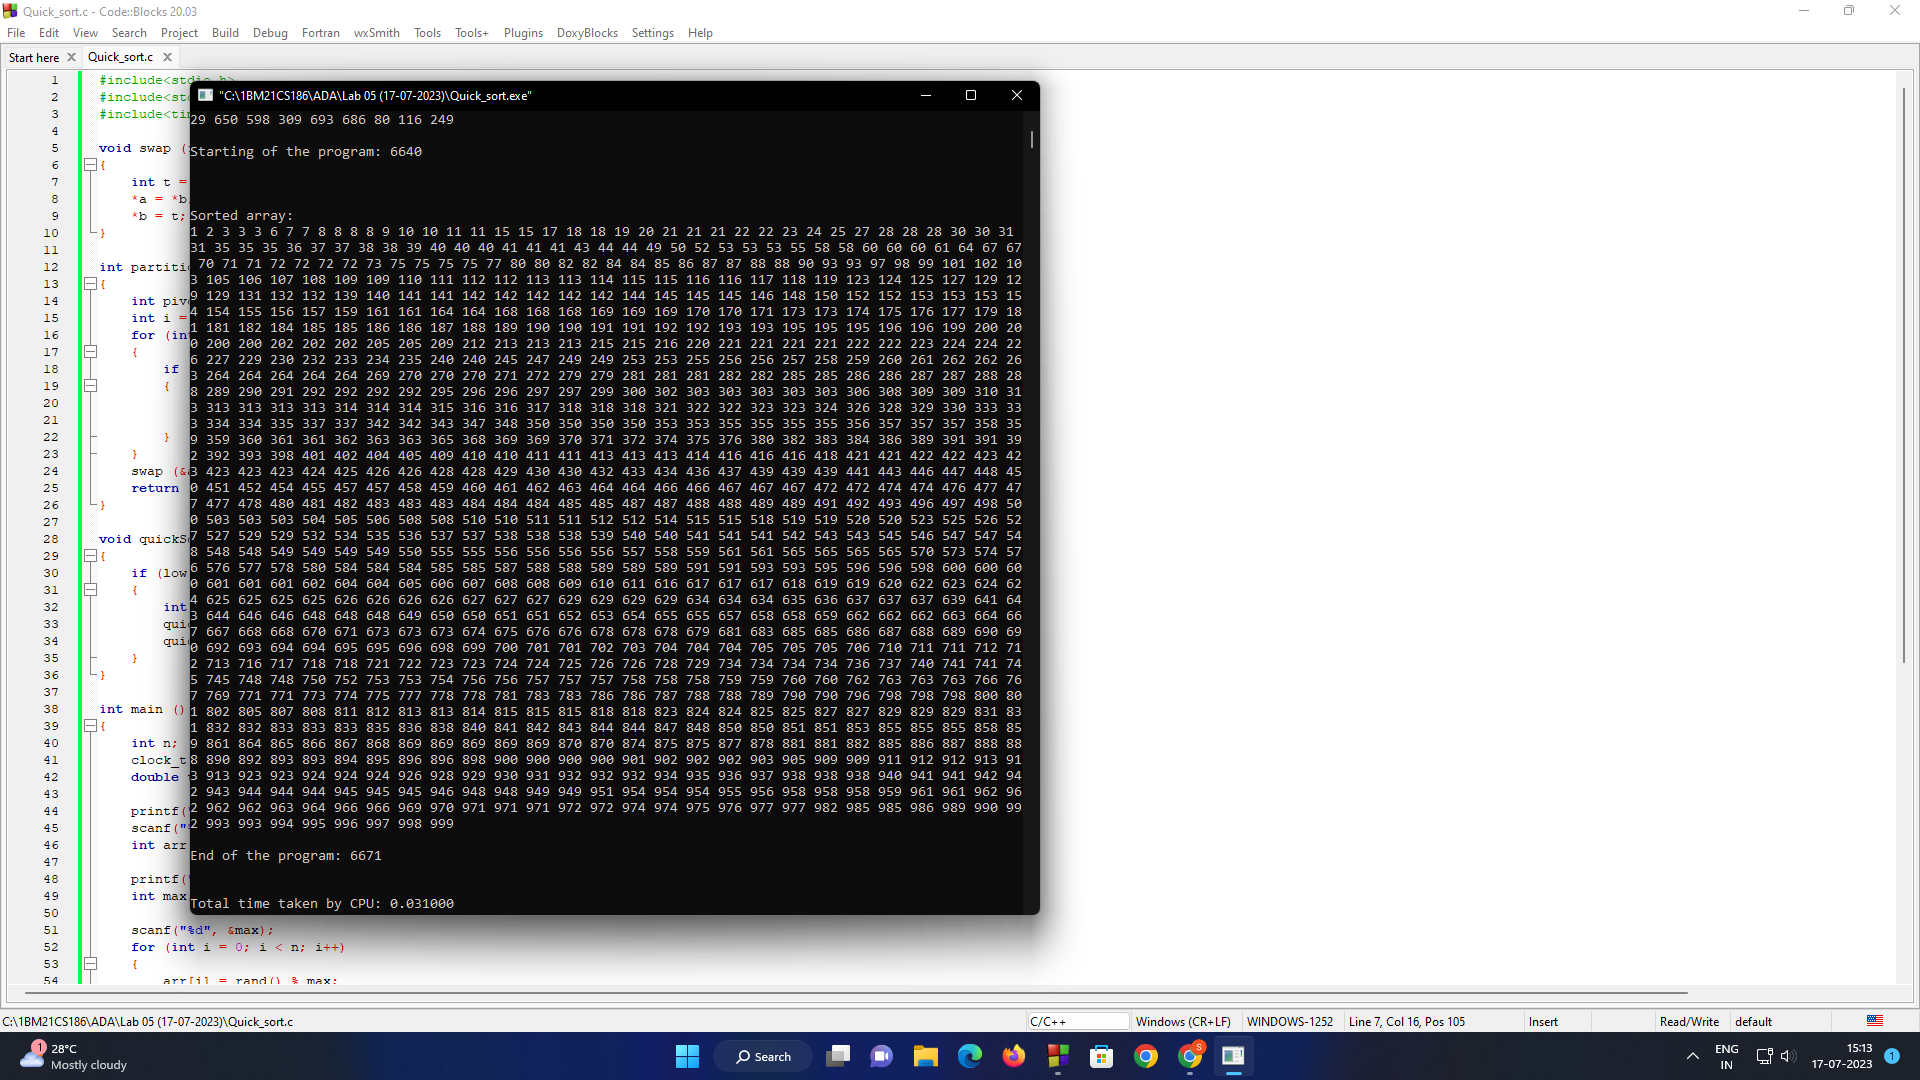 Quick_sort.c - Code::Blocks 20.03
File Edit View Search Project Build Debug Fortran wxSmith Tools Tools+ Plugins DoxyBlocks Settings Help
Start here Quick_sort.c
1 #include<stdio.h>
2 #include<st
3 #include<ti
4
5 void swap (
6 {
7 int t =
8 *a = *b
9 *b = t;
10 }
11
12 int partiti
13 {
14 int piv
15 int i =
16 for (in
17 {
18 if
19 {
20
21
22 }
23 }
24 swap (&
25 return
26 }
27
28 void quickS
29 {
30 if (low
31 {
32 int
33 qui
34 qui
35 }
36 }
37
38 int main ()
39 {
40 int n;
41 clock_t
42 double
43
44 printf(
45 scanf("
46 int arr
47
48 printf("
49 int max
50
51 scanf("%d", &max);
52 for (int i = 0; i < n; i++)
53 {
54 arr[i] = rand() % max;
"C:\1BM21CS186\ADA\Lab 05 (17-07-2023)\Quick_sort.exe"
29 650 598 309 693 686 80 116 249
Starting of the program: 6640
Sorted array:
1 2 3 3 3 6 7 7 8 8 8 8 9 10 10 11 11 15 15 17 18 18 19 20 21 21 21 22 22 23 24 25 27 28 28 28 30 30 31
31 35 35 35 36 37 37 38 38 39 40 40 40 41 41 41 43 44 44 49 50 52 53 53 53 55 58 58 60 60 60 61 64 67 67
70 71 71 72 72 72 72 73 75 75 75 75 77 80 80 82 82 84 84 85 86 87 87 88 88 90 93 93 97 98 99 101 102 10
3 105 106 107 108 109 109 110 111 112 112 113 113 114 115 115 116 116 117 118 119 123 124 125 127 129 12
9 129 131 132 132 139 140 141 141 142 142 142 142 142 144 145 145 145 146 148 150 152 152 153 153 153 15
4 154 155 156 157 159 161 161 164 164 168 168 168 169 169 169 170 170 171 173 173 174 175 176 177 179 18
1 181 182 184 185 185 186 186 187 188 189 190 190 191 191 192 192 193 193 195 195 195 196 196 199 200 20
0 200 200 202 202 202 205 205 209 212 213 213 213 215 215 216 220 221 221 221 221 222 222 223 224 224 22
6 227 229 230 232 233 234 235 240 240 245 247 249 249 253 253 255 256 256 257 258 259 260 261 262 262 26
3 264 264 264 264 264 269 270 270 270 271 272 279 279 281 281 281 282 282 285 285 286 286 287 287 288 28
8 289 290 291 292 292 292 292 295 296 296 297 297 299 300 302 303 303 303 303 303 306 308 309 309 310 31
3 313 313 313 313 314 314 314 315 316 316 317 318 318 318 321 322 322 323 323 324 326 328 329 330 333 33
3 334 334 335 337 337 342 342 343 347 348 350 350 350 350 353 353 355 355 355 355 356 357 357 357 358 35
9 359 360 361 361 362 363 363 365 368 369 369 370 371 372 374 375 376 380 382 383 384 386 389 391 391 39
2 392 393 398 401 402 404 405 409 410 410 411 411 413 413 413 414 416 416 416 418 421 421 422 422 423 42
3 423 423 423 424 425 426 426 428 428 429 430 430 432 433 434 436 437 439 439 439 441 443 446 447 448 45
0 451 452 454 455 457 457 458 459 460 461 462 463 464 464 466 466 467 467 467 472 472 474 474 476 477 47
7 477 478 480 481 482 483 483 483 484 484 484 485 485 487 487 488 488 489 489 491 492 493 496 497 498 50
0 503 503 503 504 505 506 508 508 510 510 511 511 512 512 514 515 515 518 519 519 520 520 523 525 526 52
7 527 529 529 532 534 535 536 537 537 538 538 538 539 540 540 541 541 541 542 543 543 545 546 547 547 54
8 548 548 549 549 549 549 550 555 555 556 556 556 556 557 558 559 561 561 565 565 565 565 570 573 574 57
6 576 577 578 580 584 584 584 585 585 587 588 588 589 589 589 591 591 593 593 595 596 596 598 600 600 60
0 601 601 601 602 604 604 605 606 607 608 608 609 610 611 616 617 617 617 618 619 619 620 622 623 624 62
4 625 625 625 625 626 626 626 626 627 627 627 629 629 629 629 634 634 634 635 636 637 637 637 639 641 64
3 644 646 646 648 648 648 649 650 650 651 651 652 653 654 655 655 657 658 658 659 662 662 662 663 664 66
7 667 668 668 670 671 673 673 673 674 675 676 676 678 678 678 679 681 683 685 685 686 687 688 689 690 69
0 692 693 694 694 695 695 696 698 699 700 701 701 702 703 704 704 704 705 705 705 706 710 711 711 712 71
2 713 716 717 718 718 721 722 723 723 724 724 725 726 726 728 729 734 734 734 734 736 737 740 741 741 74
5 745 748 748 750 752 753 753 754 756 756 757 757 757 758 758 758 759 759 760 760 762 763 763 763 766 76
7 769 771 771 773 774 775 777 778 778 781 783 783 786 786 787 788 788 789 790 790 796 798 798 798 800 80
1 802 805 807 808 811 812 813 813 814 815 815 815 818 818 823 824 824 825 825 827 827 829 829 829 831 83
1 832 832 833 833 833 835 836 838 840 841 842 843 844 844 847 848 850 850 851 851 853 855 855 855 858 85
9 861 864 865 866 867 868 869 869 869 869 869 870 870 874 875 875 877 878 881 881 882 885 886 887 888 88
8 890 892 893 893 894 895 896 896 898 900 900 900 900 901 902 902 902 903 905 909 909 911 912 912 913 91
3 913 923 923 924 924 924 926 928 929 930 931 932 932 932 934 935 936 937 938 938 938 940 941 941 942 94
2 943 944 944 944 945 945 945 946 948 948 949 949 951 954 954 954 955 956 958 958 958 959 961 961 962 96
2 962 962 963 964 966 966 969 970 971 971 971 972 972 974 974 975 976 977 977 982 985 985 986 989 990 99
2 993 993 994 995 996 997 998 999
End of the program: 6671
Total time taken by CPU: 0.031000
C:\1BM21CS186\ADA\Lab 05 (17-07-2023)\Quick_sort.c C/C++ Windows (CR+LF) WINDOWS-1252 Line 7, Col 16, Pos 105 Insert Read/Write default
1 28°C
Mostly cloudy
Search
S
ENG
IN
15:13
17-07-2023
1